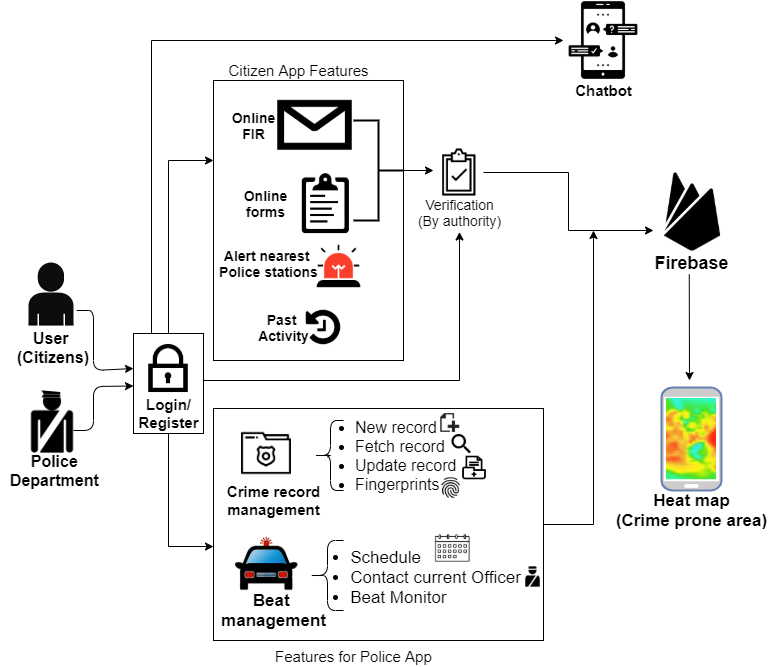 Chatbot
Citizen App Features
Online
FIR
Online
forms
Alert nearest
Police stations
Past
Activity
Verification
(By authority)
Firebase
User
(Citizens)
Login/
Register
Police
Department
Heat map
(Crime prone area)
Crime record
management
• New record
• Fetch record
• Update record
• Fingerprints
Beat
management
• Schedule
• Contact current Officer
• Beat Monitor
Features for Police App